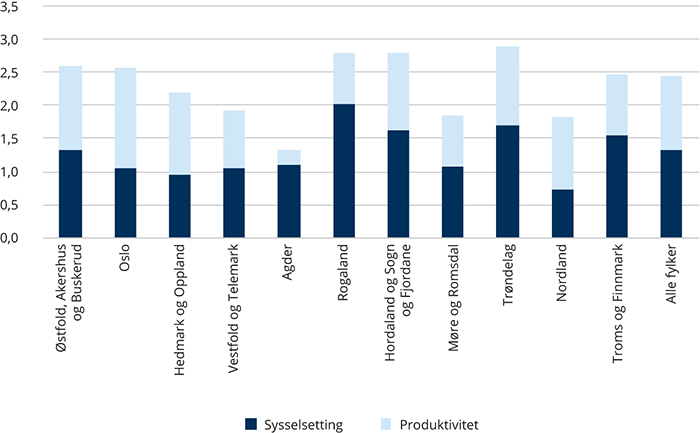 3,5
3,0
2,5
2,0
1,5
1,0
0,5
0,0
Østfold, Akershus
og Buskerud
Oslo
Hedmark og Oppland
Vestfold og Telemark
Agder
Rogaland
Hordaland og Sogn
og Fjordane
Møre og Romsdal
Trøndelag
Nordland
Troms og Finnmark
Alle fylker
Sysselsetting
Produktivitet